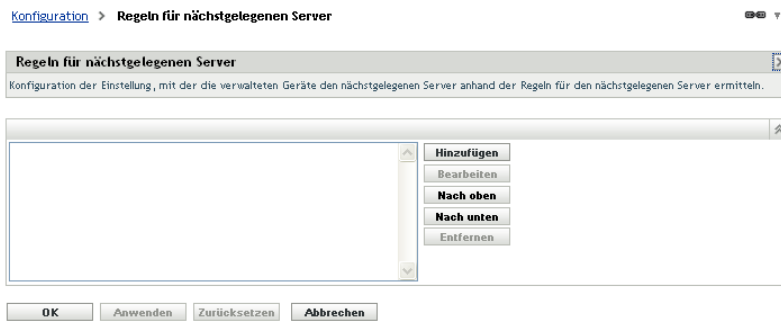 Konfiguration > Regeln für nächstgelegenen Server
Regeln für nächstgelegenen Server
Konfiguration der Einstellung, mit der die verwalteten Geräte den nächstgelegenen Server anhand der Regeln für den nächstgelegenen Server ermitteln.
Hinzufügen
Bearbeiten
Nach oben
Nach unten
Entfernen
OK Anwenden Zurücksetzen Abbrechen